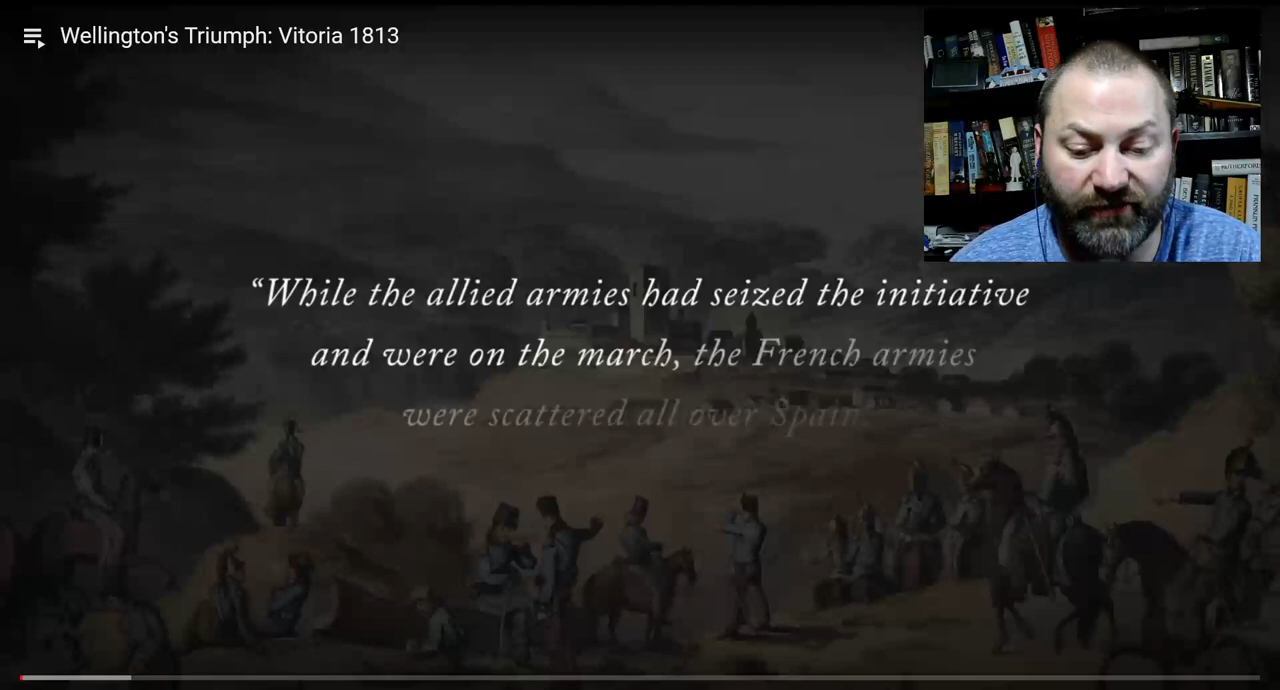 Wellington's Triumph: Vitoria 1813
“While the allied armies had seized the initiative
and were on the march, the French armies
were scattered all over Spain.
RUTHERFORD